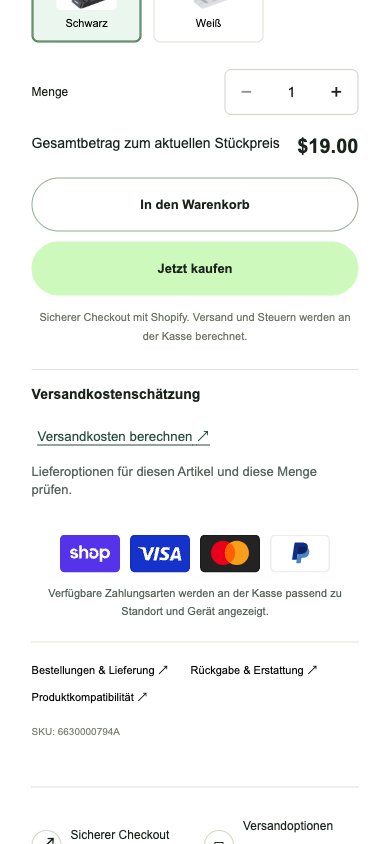 Schwarz
Weiß
Menge
− 1 +
Gesamtbetrag zum aktuellen Stückpreis $19.00
In den Warenkorb
Jetzt kaufen
Sicherer Checkout mit Shopify. Versand und Steuern werden an
der Kasse berechnet.
Versandkostenschätzung
Versandkosten berechnen ↗
Lieferoptionen für diesen Artikel und diese Menge
prüfen.
shop VISA
Verfügbare Zahlungsarten werden an der Kasse passend zu
Standort und Gerät angezeigt.
Bestellungen & Lieferung ↗ Rückgabe & Erstattung ↗
Produktkompatibilität ↗
SKU: 6630000794A
Versandoptionen
Sicherer Checkout